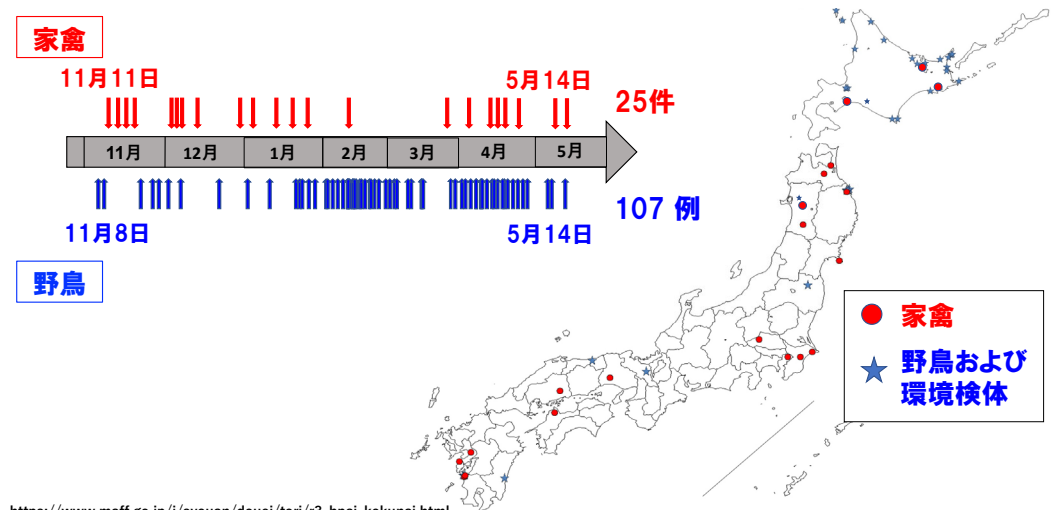 家禽
11月11日
5月14日
25件
11月
12月
1月
2月
3月
4月
5月
107 例
11月8日
5月14日
野鳥
家禽
野鳥および
環境検体